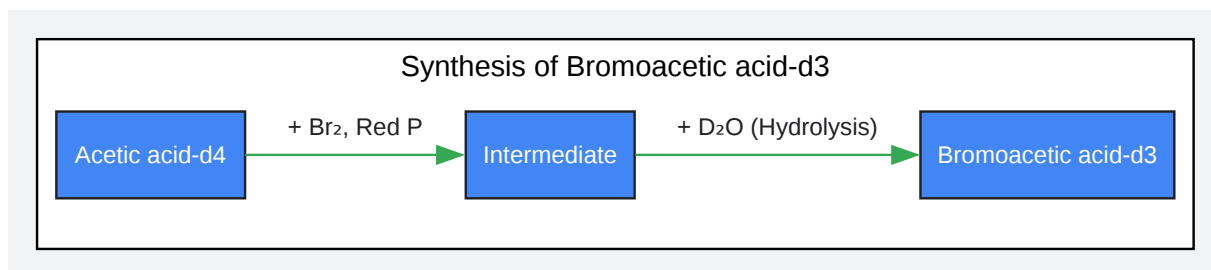 Synthesis of Bromoacetic acid-d3
+ Br₂, Red P
+ D₂O (Hydrolysis)
Acetic acid-d4
Intermediate
Bromoacetic acid-d3